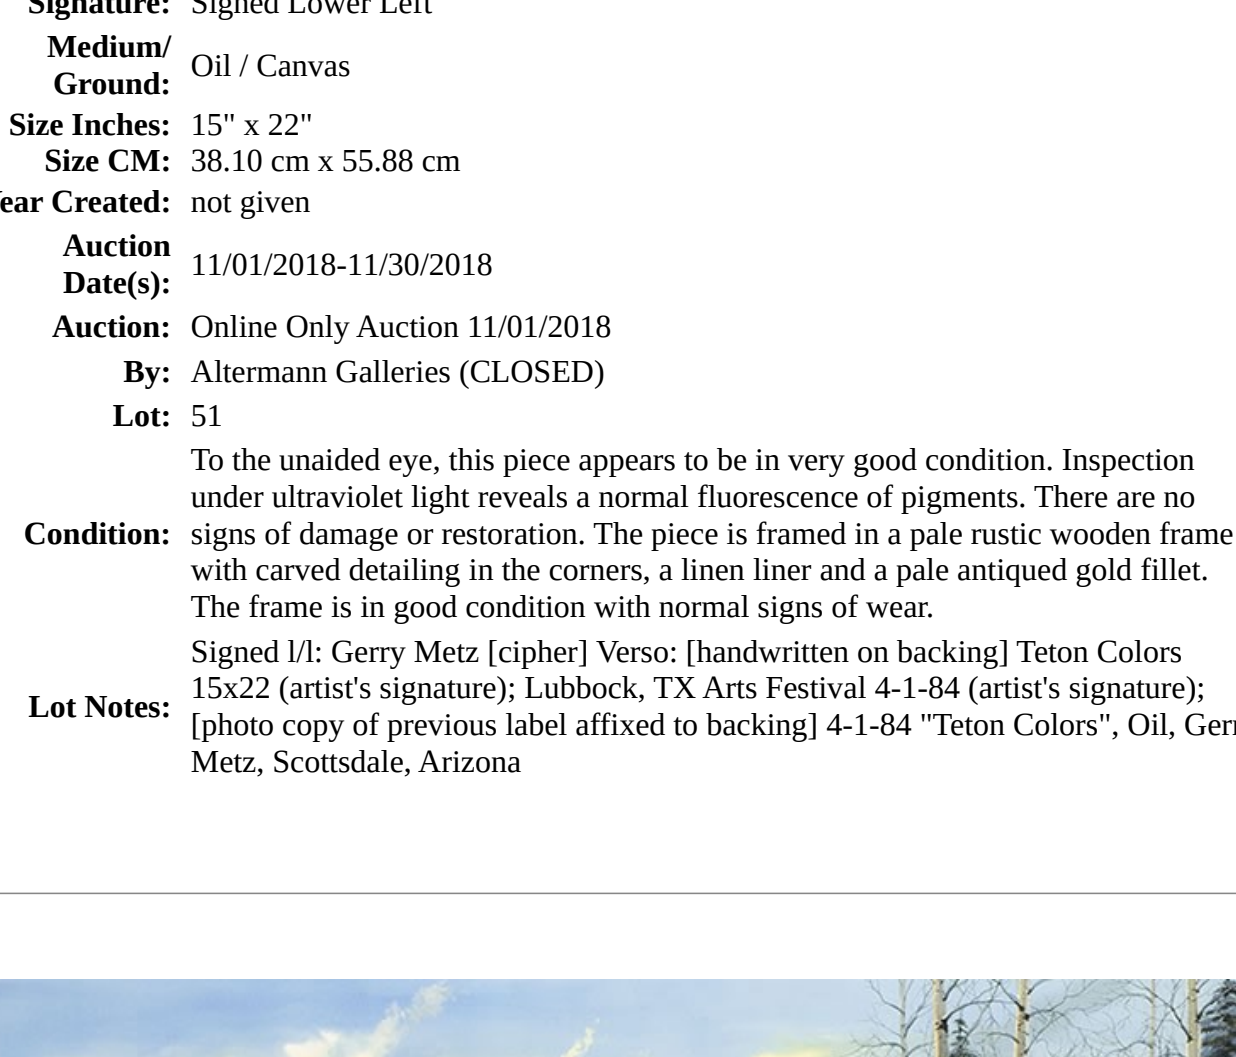 Signature: Signed Lower Left
Medium/
Ground: Oil / Canvas
Size Inches: 15" x 22"
Size CM: 38.10 cm x 55.88 cm
ear Created: not given
Auction
Date(s): 11/01/2018-11/30/2018
Auction: Online Only Auction 11/01/2018
By: Altermann Galleries (CLOSED)
Lot: 51
To the unaided eye, this piece appears to be in very good condition. Inspection
under ultraviolet light reveals a normal fluorescence of pigments. There are no
Condition: signs of damage or restoration. The piece is framed in a pale rustic wooden frame
with carved detailing in the corners, a linen liner and a pale antiqued gold fillet.
The frame is in good condition with normal signs of wear.
Signed l/l: Gerry Metz [cipher] Verso: [handwritten on backing] Teton Colors
15x22 (artist's signature); Lubbock, TX Arts Festival 4-1-84 (artist's signature);
Lot Notes: [photo copy of previous label affixed to backing] 4-1-84 "Teton Colors", Oil, Gerr
Metz, Scottsdale, Arizona